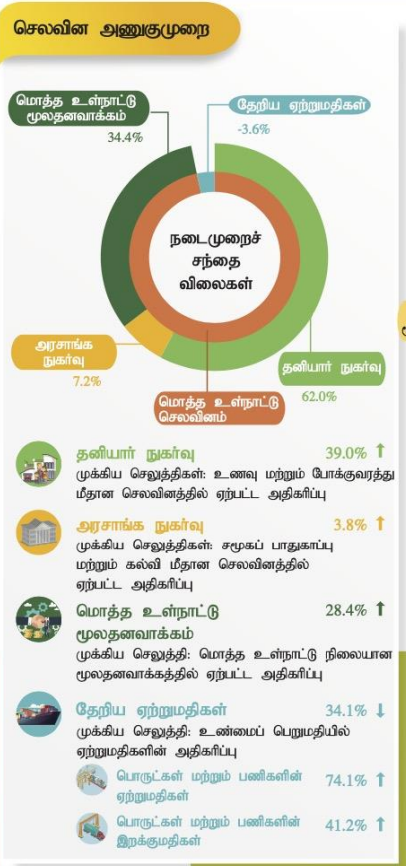 செலவின அணுகுமுறை
மொத்த உள்நாட்டு
மூலதனவாக்கம்
34.4%
தேறிய ஏற்றுமதிகள்
-3.6%
நடைமுறைச்
சந்தை
விலைகள்
அரசாங்க
நுகர்வு
7.2%
தனியார் நுகர்வு
62.0%
மொத்த உள்நாட்டு
செலவினம்
தனியார் நுகர்வு 39.0% ↑
முக்கிய செலுத்திகள்: உணவு மற்றும் போக்குவரத்து
மீதான செலவினத்தில் ஏற்பட்ட அதிகரிப்பு
அரசாங்க நுகர்வு 3.8% ↑
முக்கிய செலுத்திகள்: சமூகப் பாதுகாப்பு
மற்றும் கல்வி மீதான செலவினத்தில்
ஏற்பட்ட அதிகரிப்பு
மொத்த உள்நாட்டு 28.4% ↑
மூலதனவாக்கம்
முக்கிய செலுத்தி: மொத்த உள்நாட்டு நிலையான
மூலதனவாக்கத்தில் ஏற்பட்ட அதிகரிப்பு
தேறிய ஏற்றுமதிகள் 34.1% ↓
முக்கிய செலுத்தி: உண்மைப் பெறுமதியில்
ஏற்றுமதிகளின் அதிகரிப்பு
பொருட்கள் மற்றும் பணிகளின் 74.1% ↑
ஏற்றுமதிகள்
பொருட்கள் மற்றும் பணிகளின் 41.2% ↑
இறக்குமதிகள்